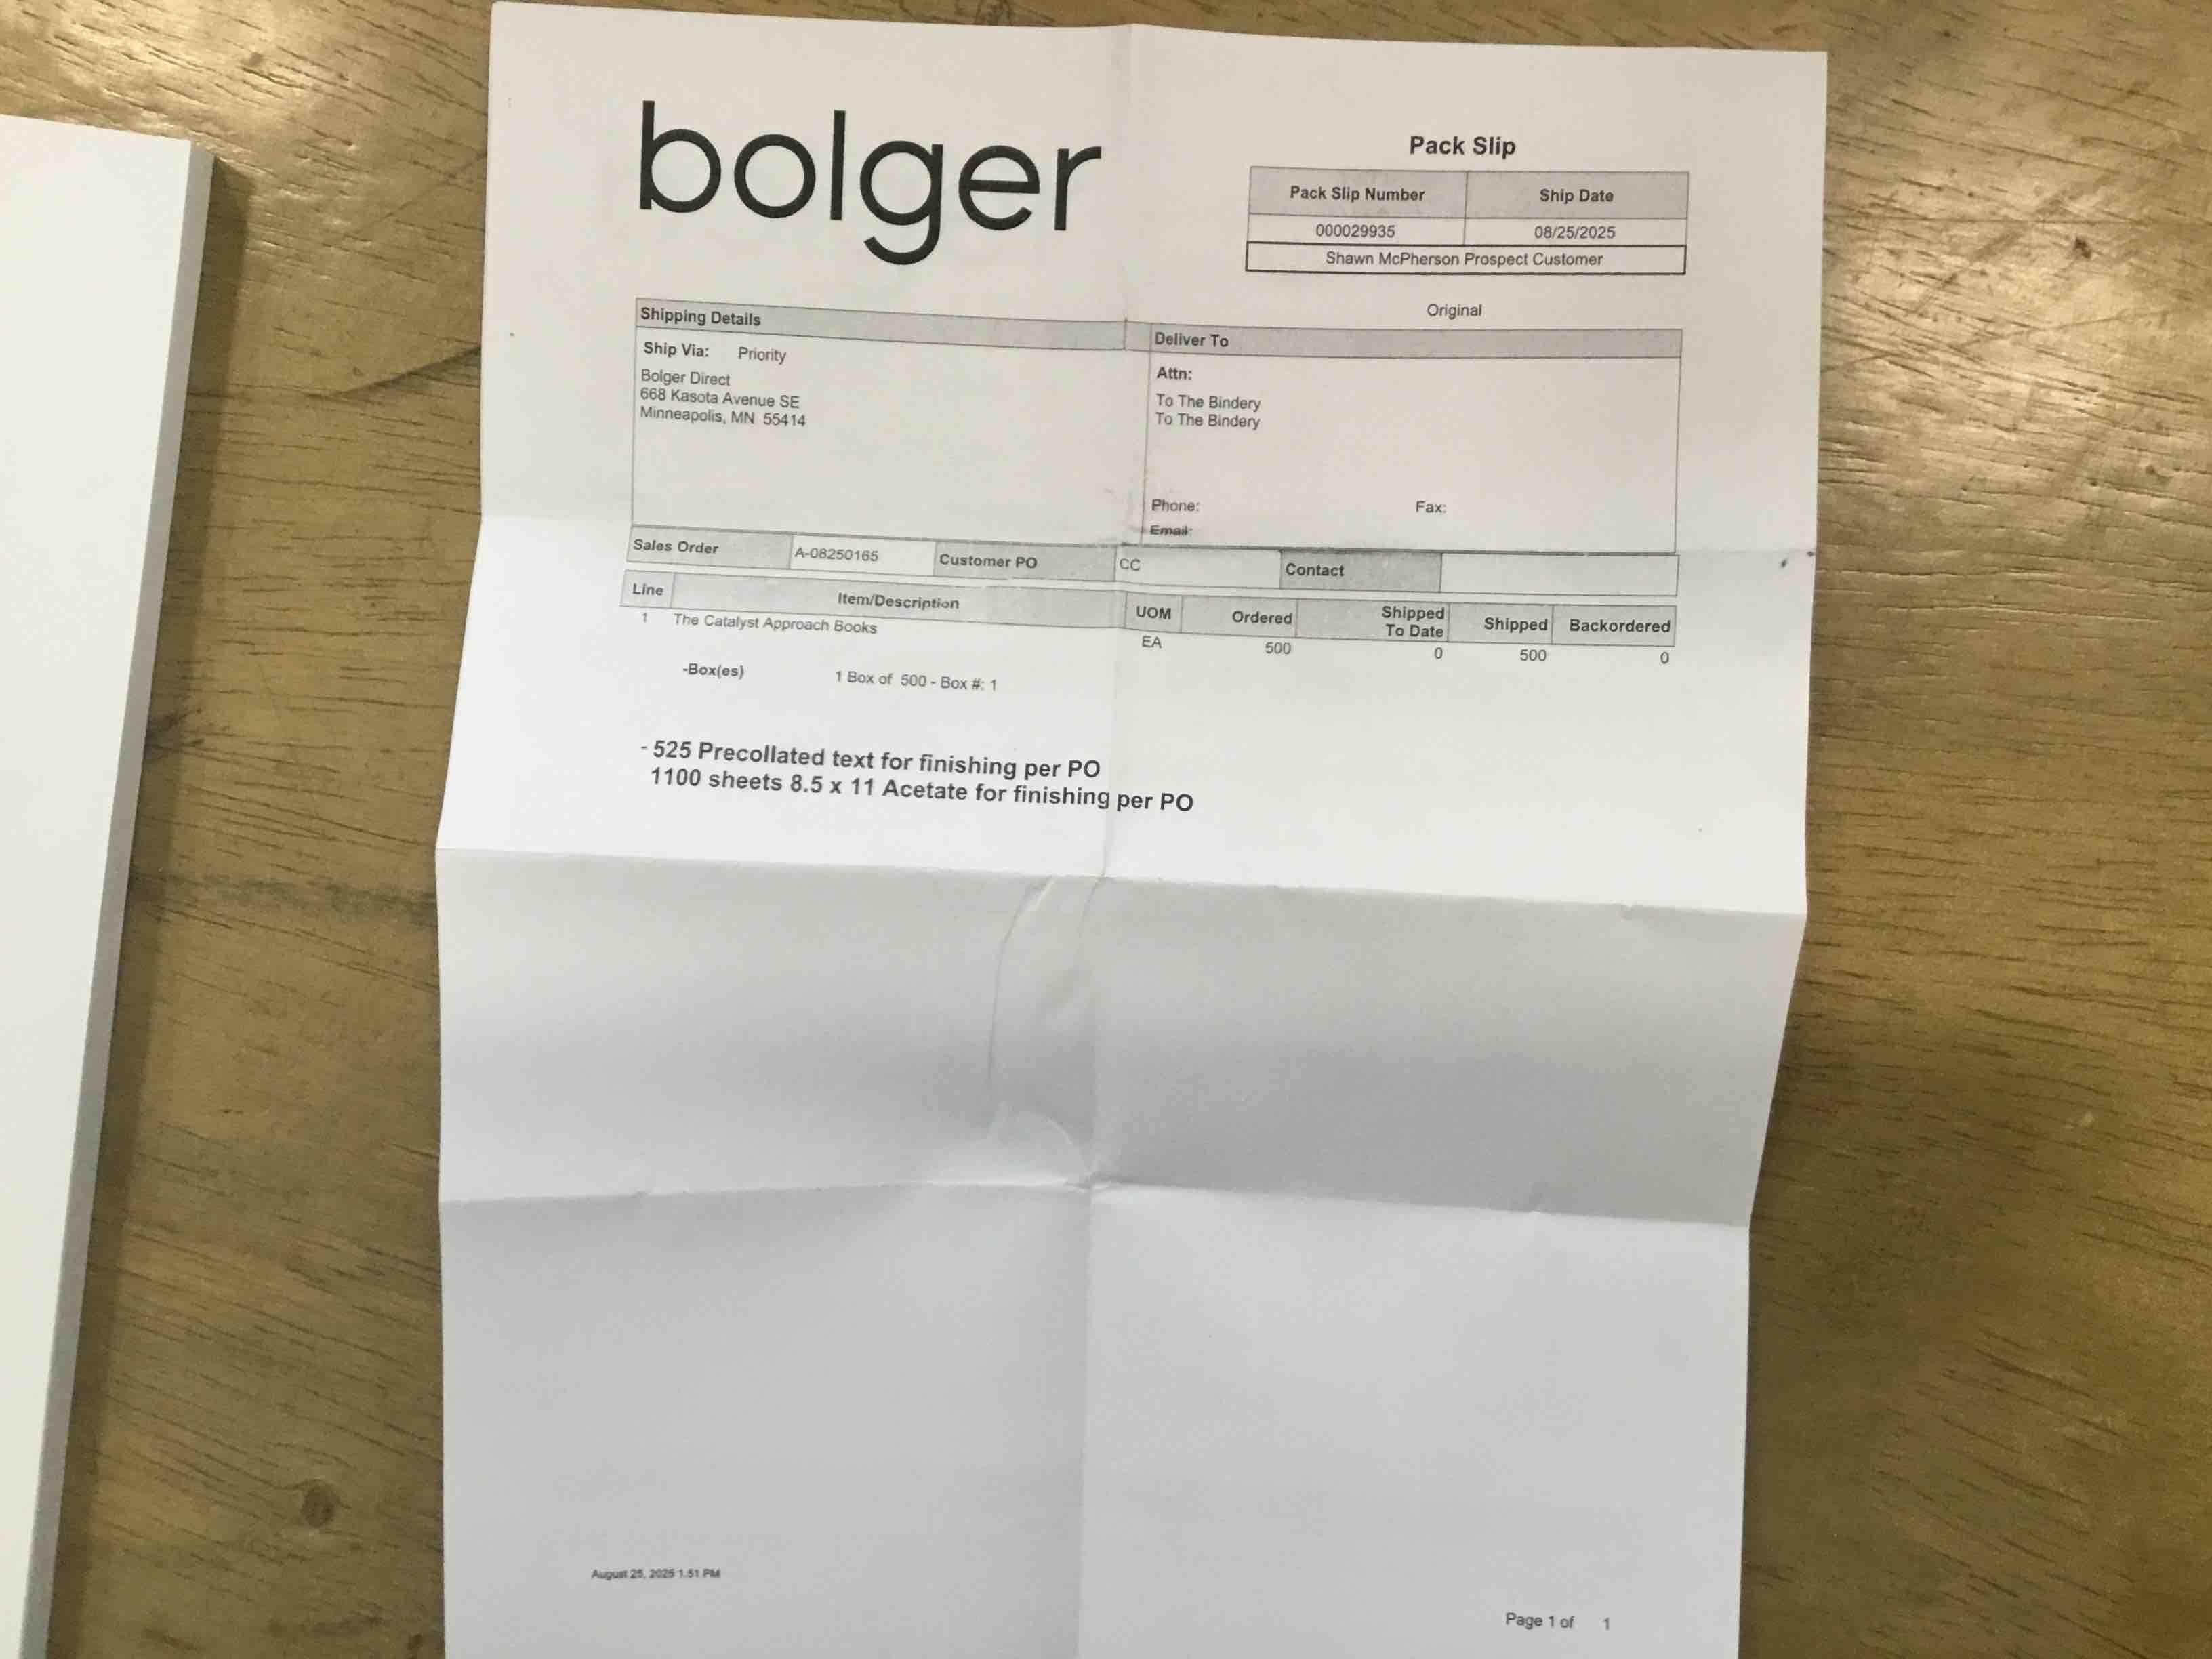 bolger
Pack Slip
Pack Slip Number Ship Date
000029935 08/25/2025
Shawn McPherson Prospect Customer
Original
Shipping Details
Ship Via: Priority
Bolger Direct
668 Kasota Avenue SE
Minneapolis, MN 55414
Deliver To
Attn:
To The Bindery
To The Bindery
Phone: Fax:
Email:
Sales Order A-08250165 Customer PO CC Contact
Line Item/Description UOM Ordered Shipped To Date Shipped Backordered
1 The Catalyst Approach Books EA 500 0 500 0
-Box(es) 1 Box of 500 - Box #: 1
- 525 Precollated text for finishing per PO
1100 sheets 8.5 x 11 Acetate for finishing per PO
August 25, 2025 1:51 PM
Page 1 of 1